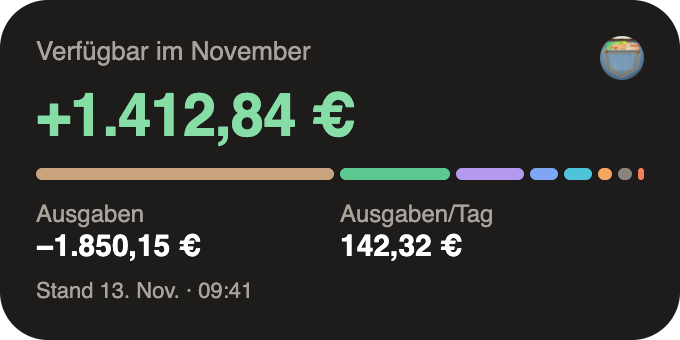 Verfügbar im November
+1.412,84 €
Ausgaben Ausgaben/Tag
–1.850,15 € 142,32 €
Stand 13. Nov. · 09:41